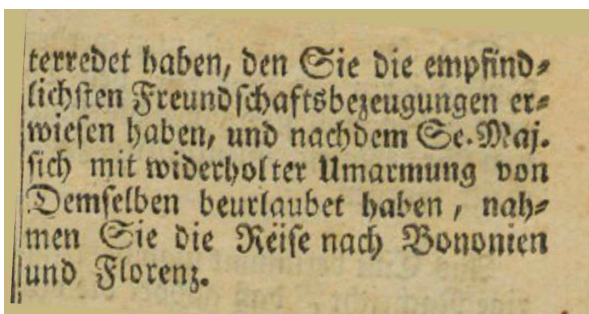 terredet haben, den Sie die empfind⸗
lichſten Freundſchaftsbezeugungen er⸗
wieſen haben, und nachdem Se. Maj.
ſich mit widerholter Umarmung von
Demſelben beurlaubet haben, nah⸗
men Sie die Reiſe nach Bononien
und Florenz.